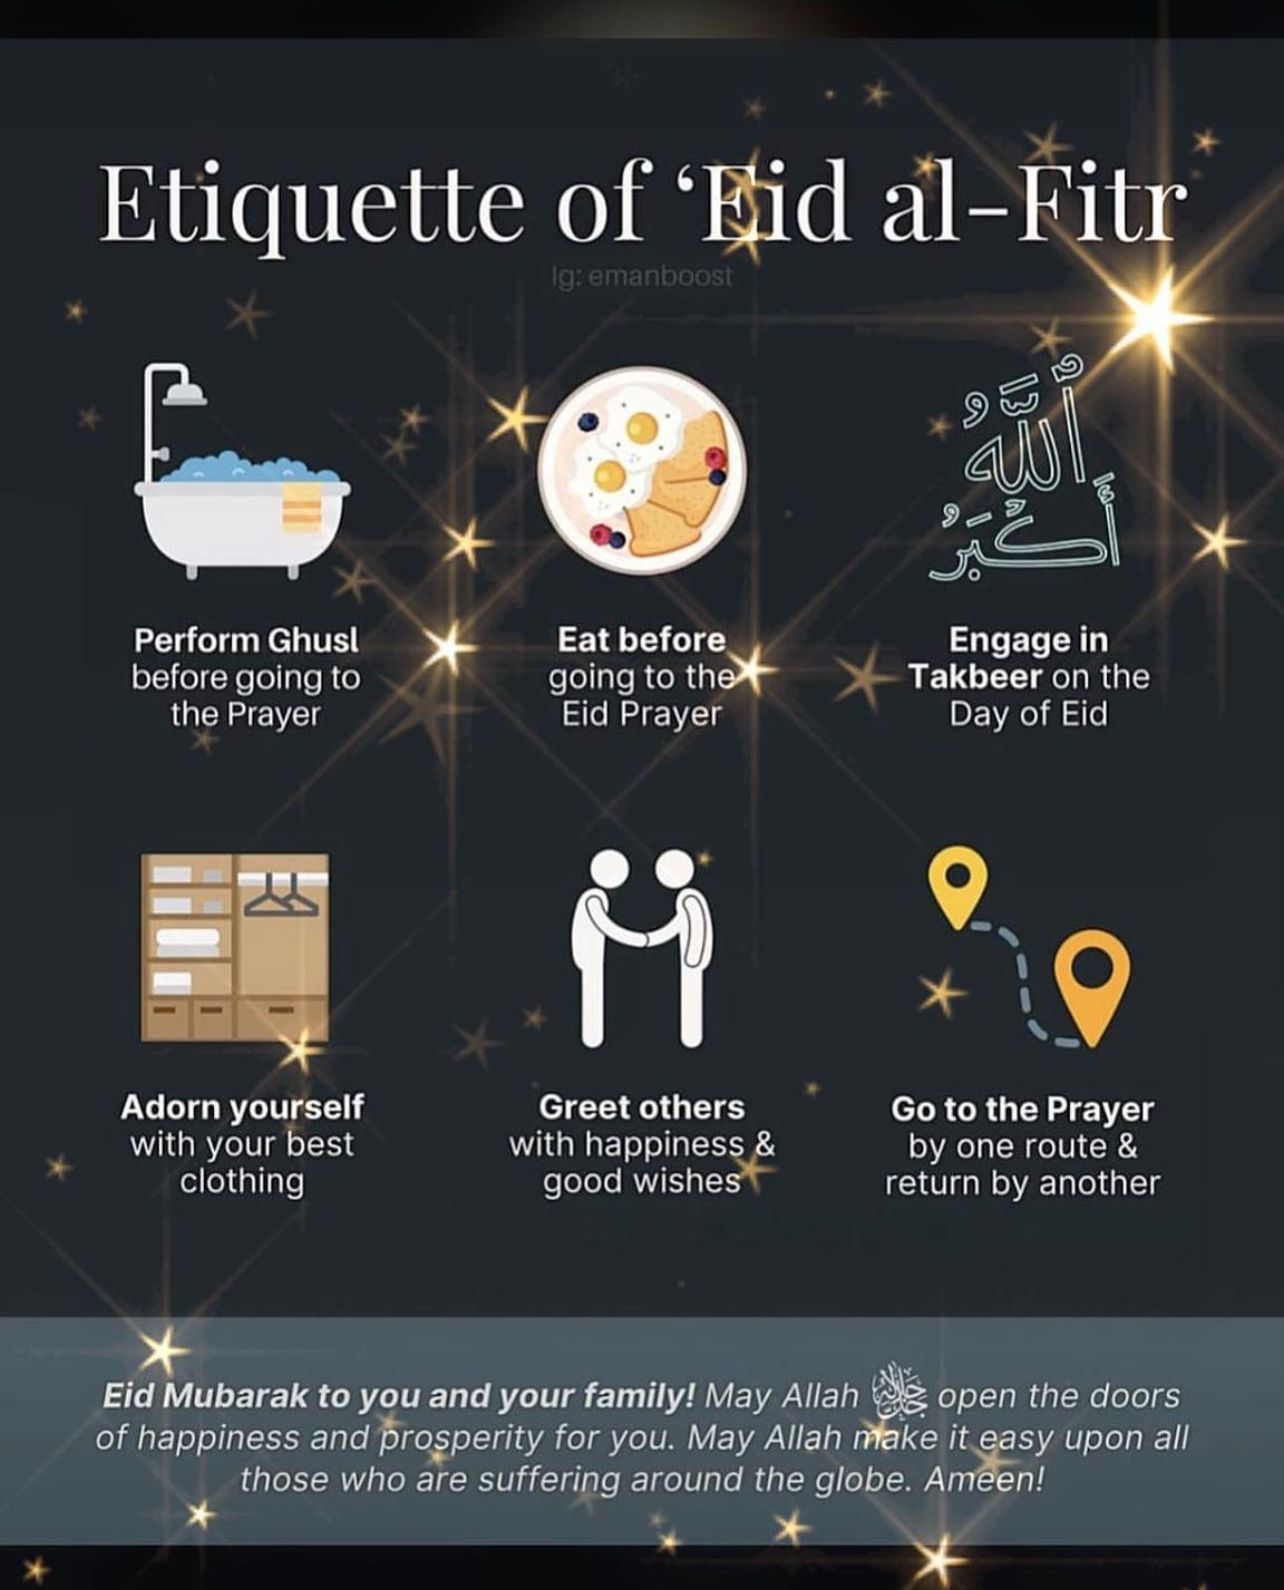 Etiquette of ‘Eid al-Fitr
Ig: emanboost
اللَّهُ
أَكْبَرُ
Perform Ghusl
before going to
the Prayer
Eat before
going to the
Eid Prayer
Engage in
Takbeer on the
Day of Eid
Adorn yourself
with your best
clothing
Greet others
with happiness &
good wishes
Go to the Prayer
by one route &
return by another
Eid Mubarak to you and your family! May Allah ﷻ open the doors
of happiness and prosperity for you. May Allah make it easy upon all
those who are suffering around the globe. Ameen!